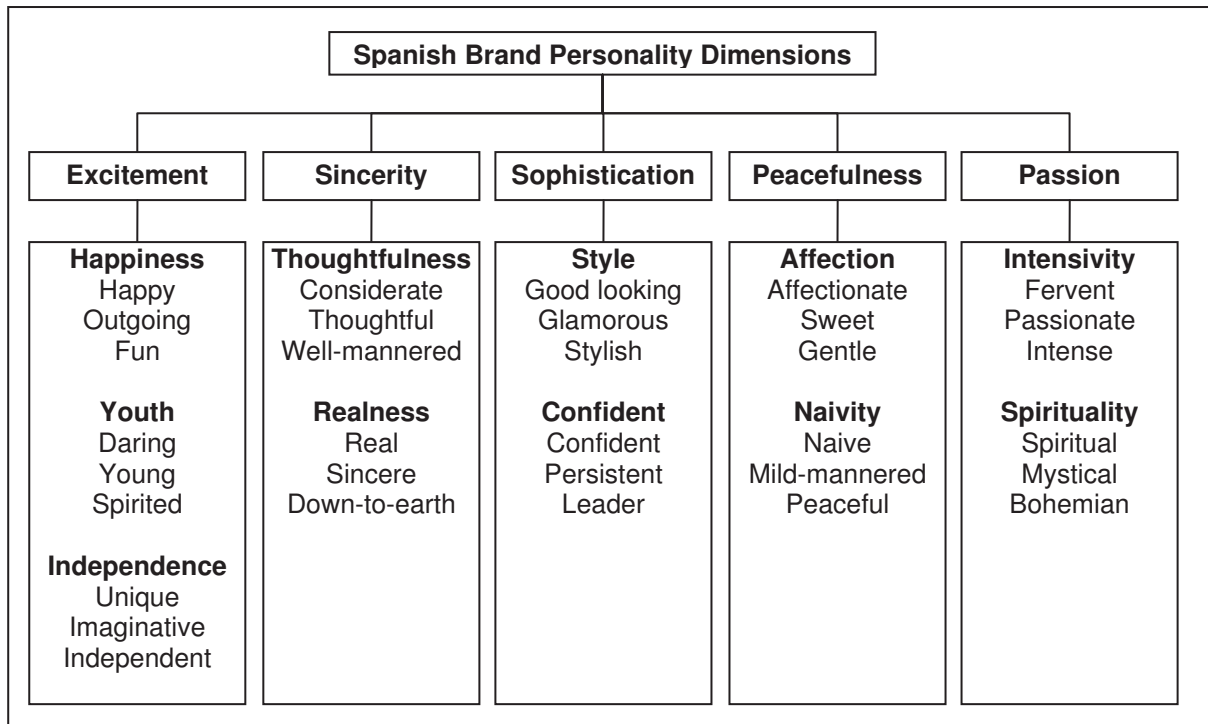 Spanish Brand Personality Dimensions
Excitement
Sincerity
Sophistication
Peacefulness
Passion
Happiness
Happy
Outgoing
Fun
Youth
Daring
Young
Spirited
Independence
Unique
Imaginative
Independent
Thoughtfulness
Considerate
Thoughtful
Well-mannered
Realness
Real
Sincere
Down-to-earth
Style
Good looking
Glamorous
Stylish
Confident
Confident
Persistent
Leader
Affection
Affectionate
Sweet
Gentle
Naivity
Naive
Mild-mannered
Peaceful
Intensivity
Fervent
Passionate
Intense
Spirituality
Spiritual
Mystical
Bohemian